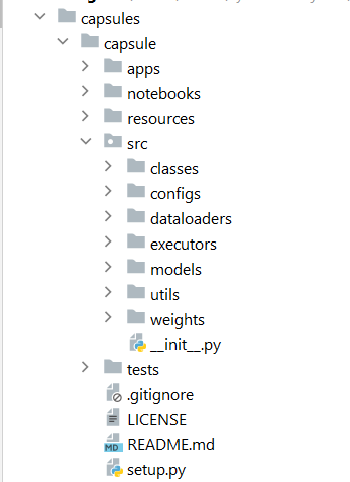 capsules
capsule
apps
notebooks
resources
src
classes
configs
dataloaders
executors
models
utils
weights
__init__.py
tests
.gitignore
LICENSE
MD README.md
setup.py